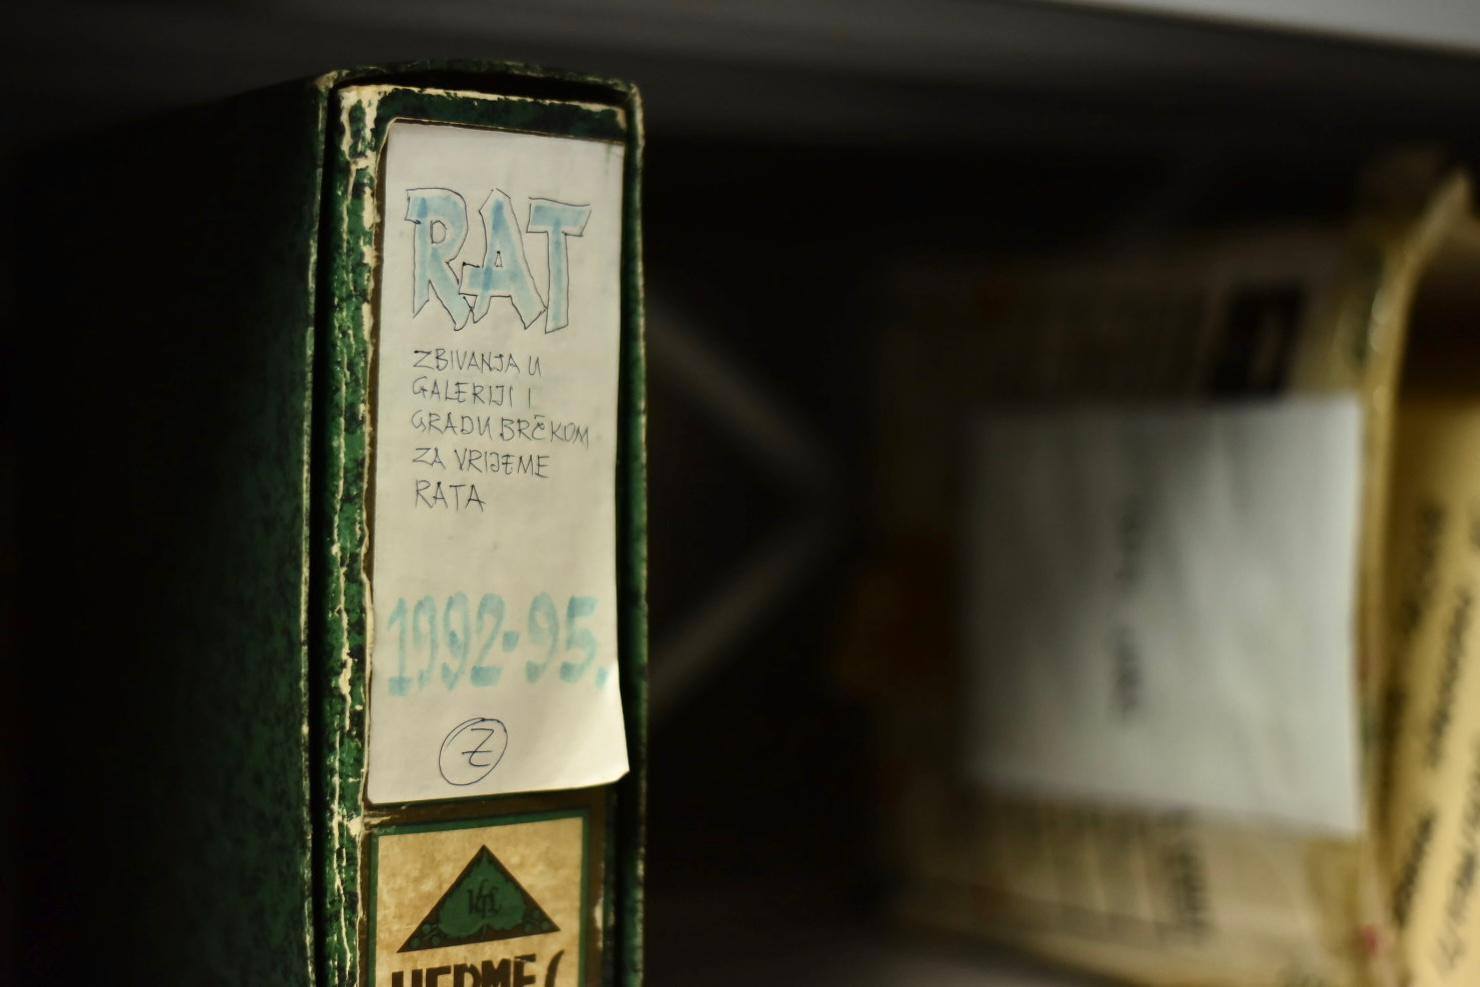 RAT
ZBIVANJA U
GALERIJI I
GRADU BRČKOM
ZA VRIJEME
RATA
1992-95.
Z